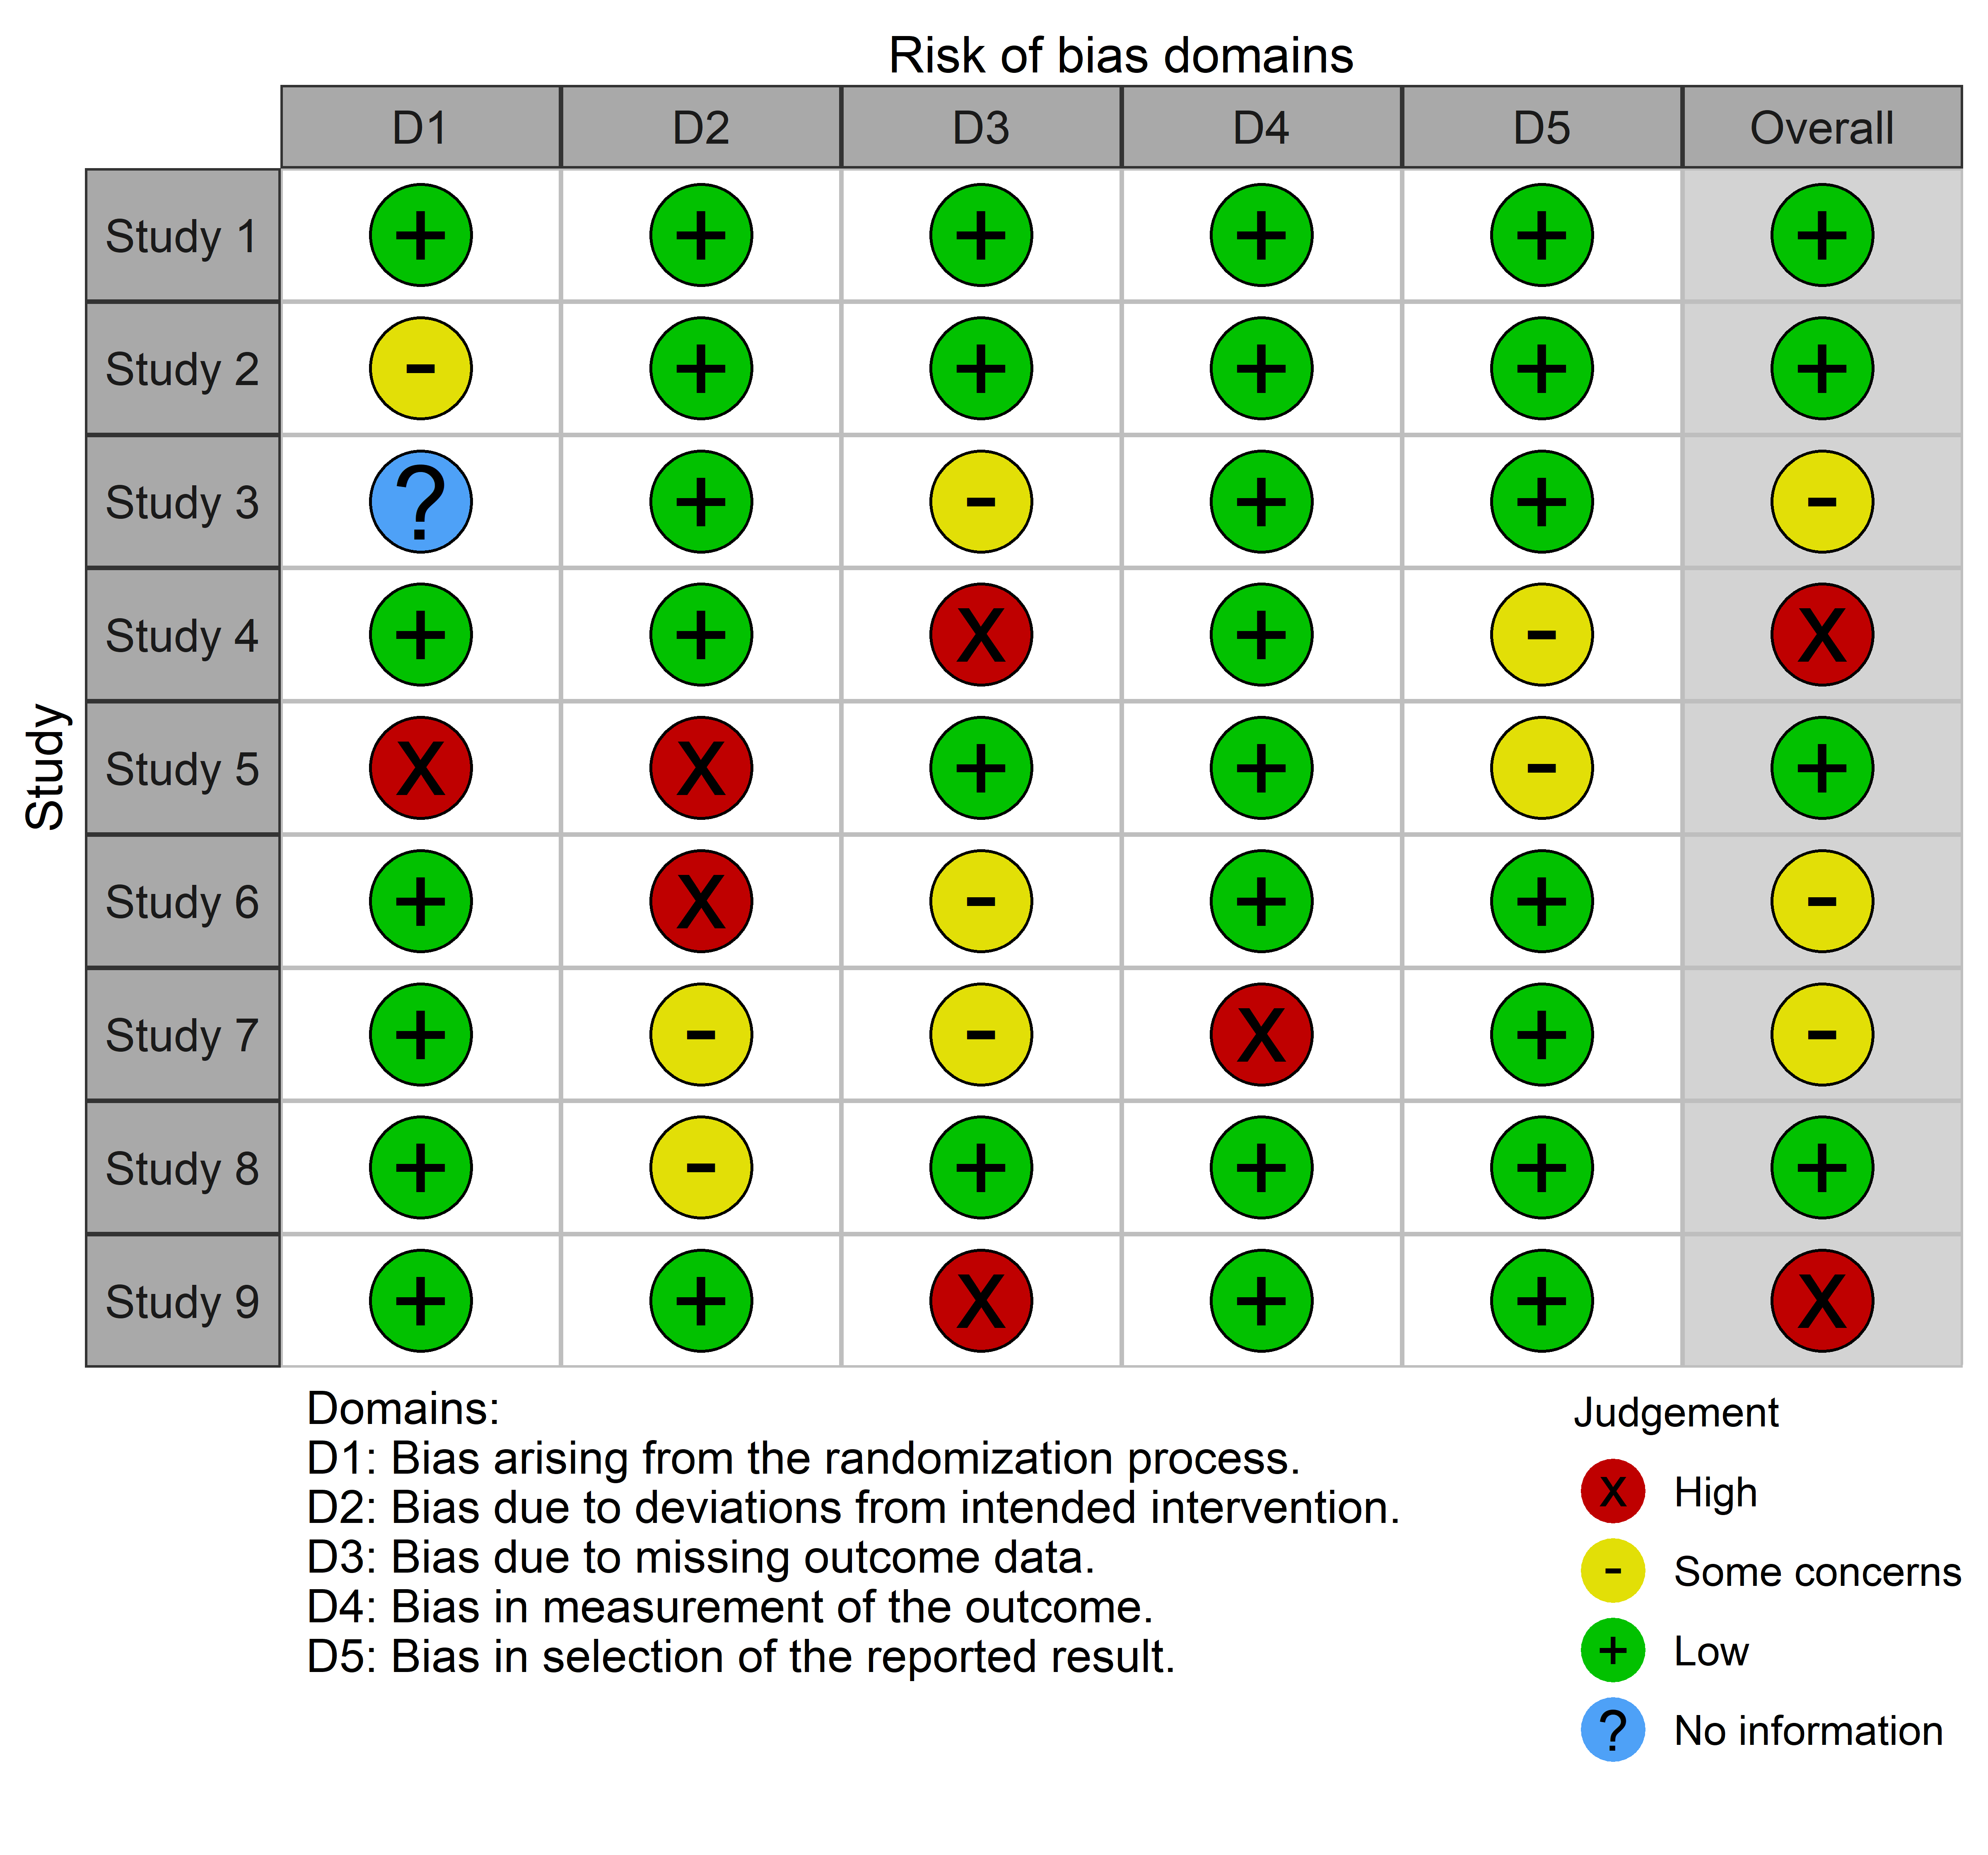 Risk of bias domains
D1 D2 D3 D4 D5 Overall
Study
Study 1 + + + + + +
Study 2 - + + + + +
Study 3 ? + - + + -
Study 4 + + X + - X
Study 5 X X + + - +
Study 6 + X - + + -
Study 7 + - - X + -
Study 8 + - + + + +
Study 9 + + X + + X
Domains:
D1: Bias arising from the randomization process.
D2: Bias due to deviations from intended intervention.
D3: Bias due to missing outcome data.
D4: Bias in measurement of the outcome.
D5: Bias in selection of the reported result.
Judgement
X High
- Some concerns
+ Low
? No information